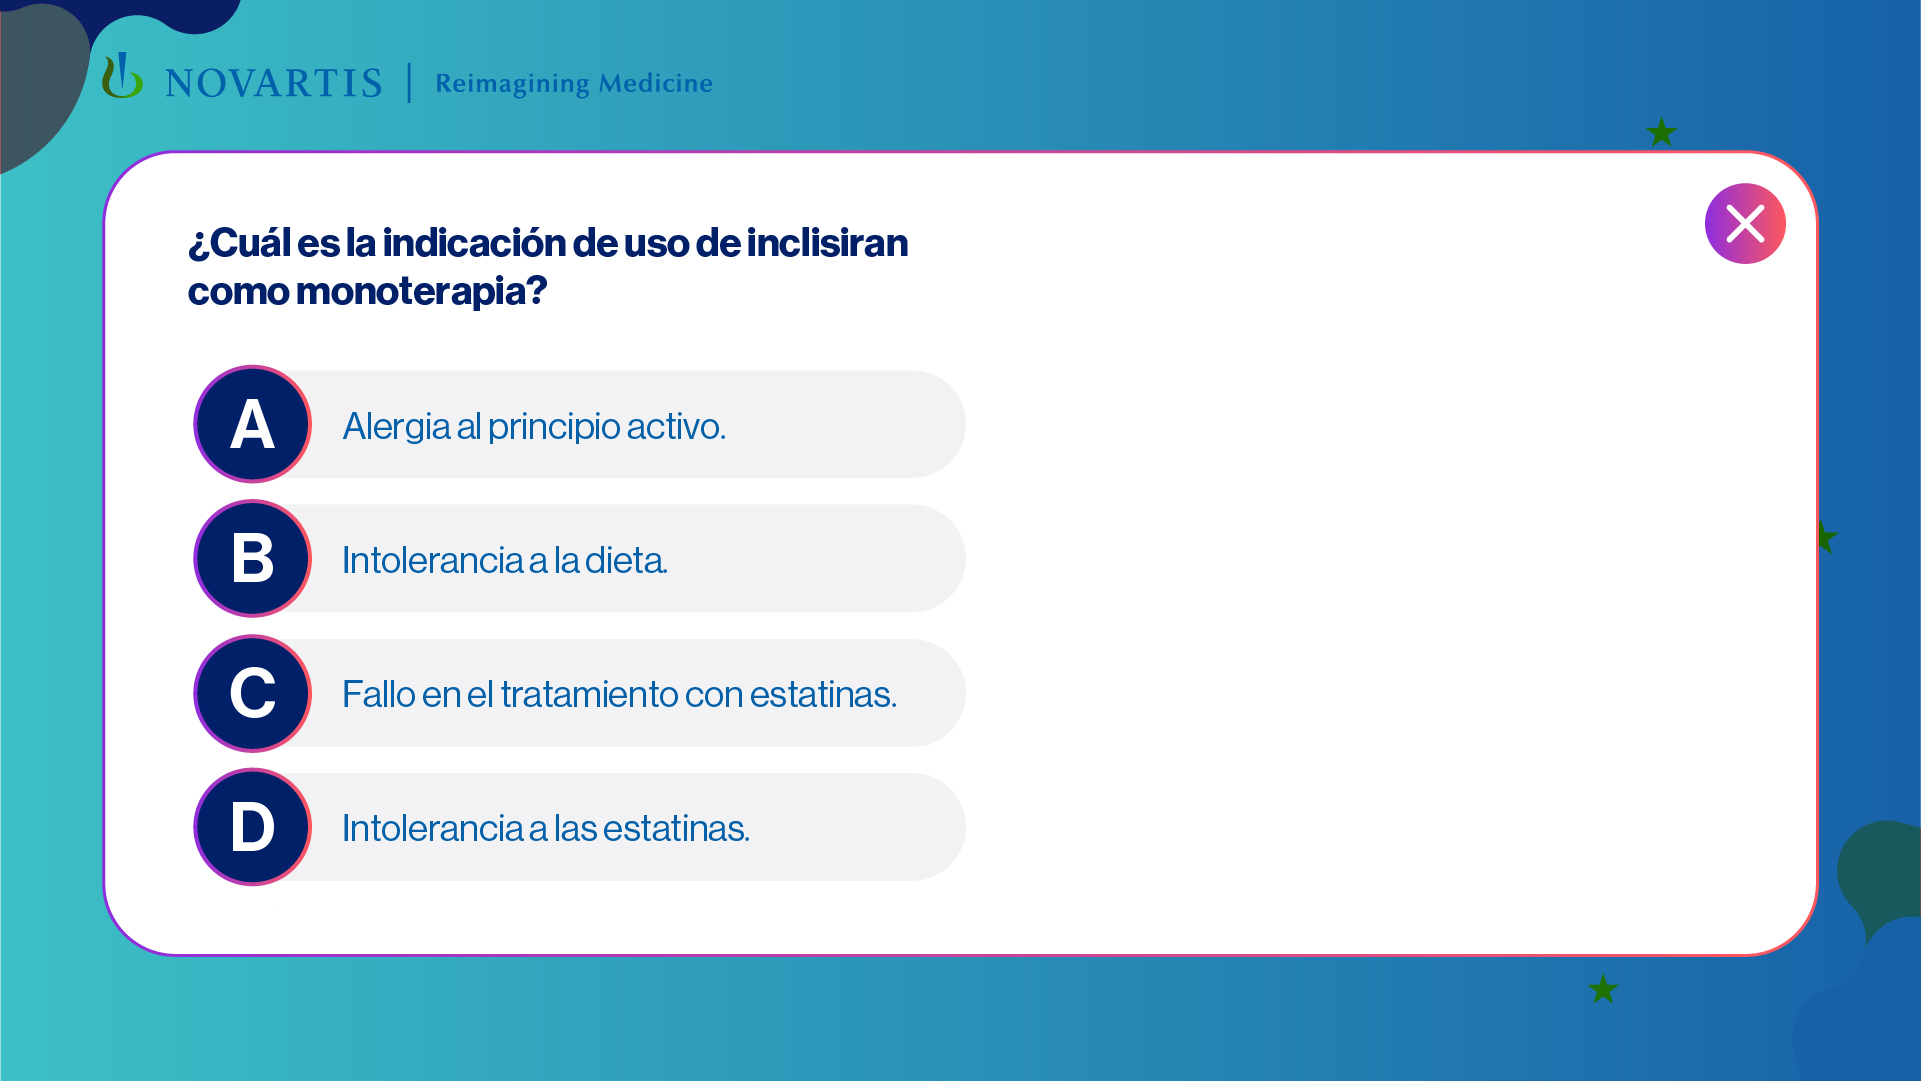 NOVARTIS | Reimagining Medicine
¿Cuál es la indicación de uso de inclisiran
como monoterapia?
A Alergia al principio activo.
B Intolerancia a la dieta.
C Fallo en el tratamiento con estatinas.
D Intolerancia a las estatinas.